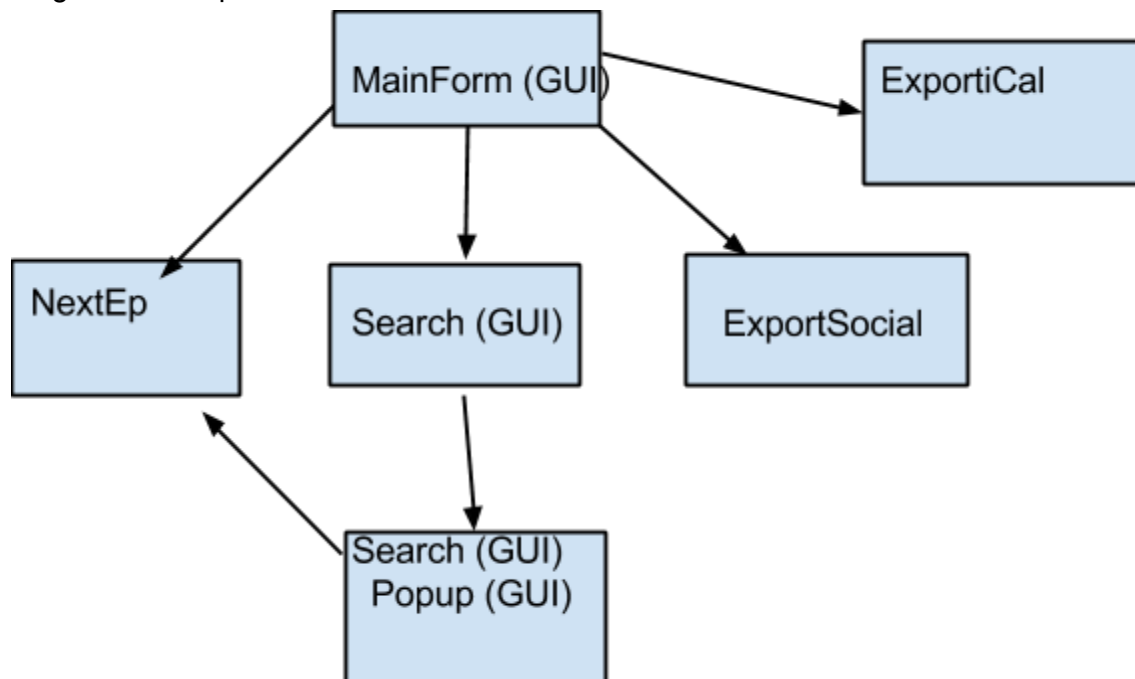 MainForm (GUI)
ExportiCal
NextEp
Search (GUI)
ExportSocial
Search (GUI)
Popup (GUI)